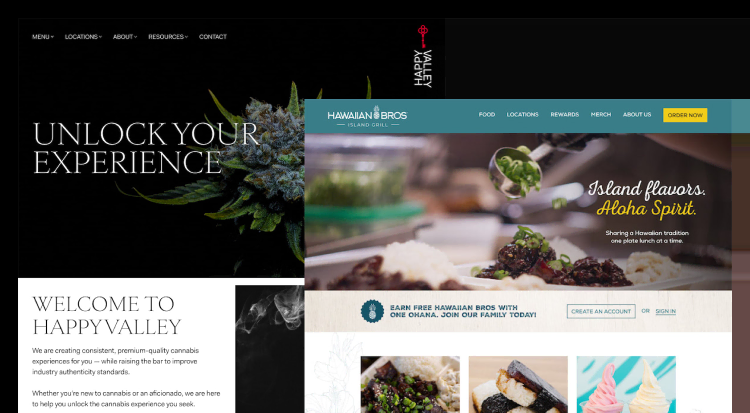 MENU
LOCATIONS
ABOUT
RESOURCES
CONTACT
HAPPY
VALLEY
UNLOCK YOUR
EXPERIENCE
WELCOME TO
HAPPY VALLEY
We are creating consistent, premium-quality cannabis
experiences for you — while raising the bar to improve
industry authenticity standards.
Whether you're new to cannabis or an aficionado, we are here
to help you unlock the cannabis experience you seek.
HAWAIIAN BROS
ISLAND GRILL
FOOD
LOCATIONS
REWARDS
MERCH
ABOUT US
ORDER NOW
Island flavors.
Aloha Spirit.
Sharing a Hawaiian tradition
one plate lunch at a time.
EARN FREE HAWAIIAN BROS WITH
ONE OHANA. JOIN OUR FAMILY TODAY!
CREATE AN ACCOUNT
OR
SIGN IN